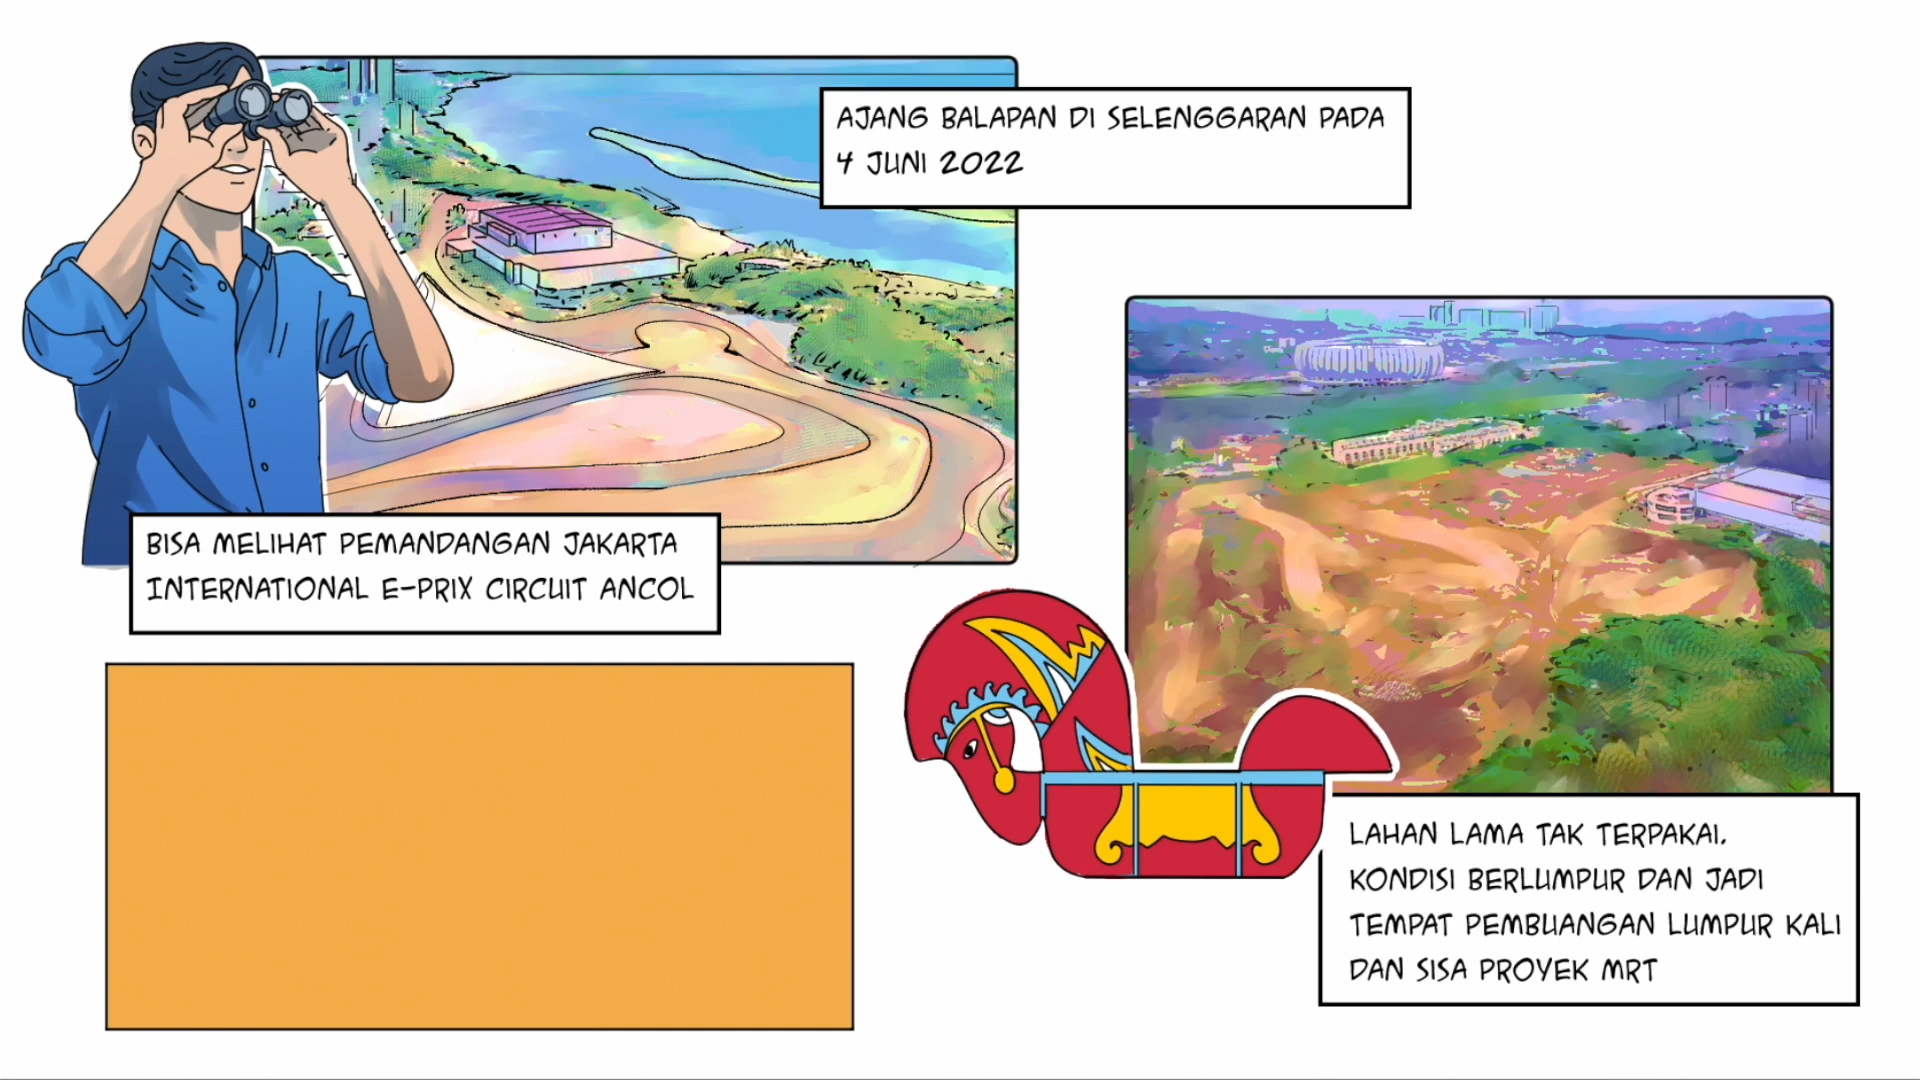 AJANG BALAPAN DI SELENGGARAN PADA
4 JUNI 2022
BISA MELIHAT PEMANDANGAN JAKARTA
INTERNATIONAL E-PRIX CIRCUIT ANCOL
LAHAN LAMA TAK TERPAKAI.
KONDISI BERLUMPUR DAN JADI
TEMPAT PEMBUANGAN LUMPUR KALI
DAN SISA PROYEK MRT